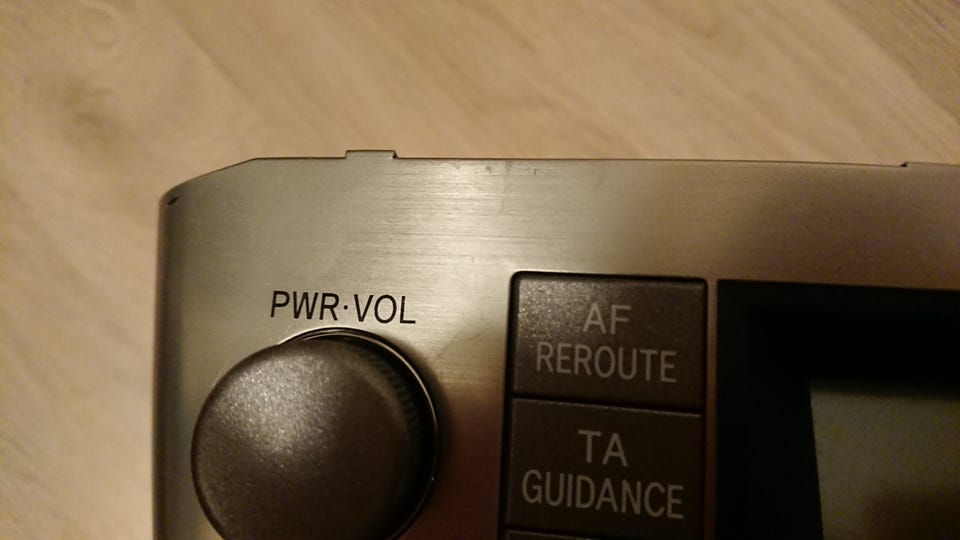 PWR·VOL
AF
REROUTE
TA
GUIDANCE